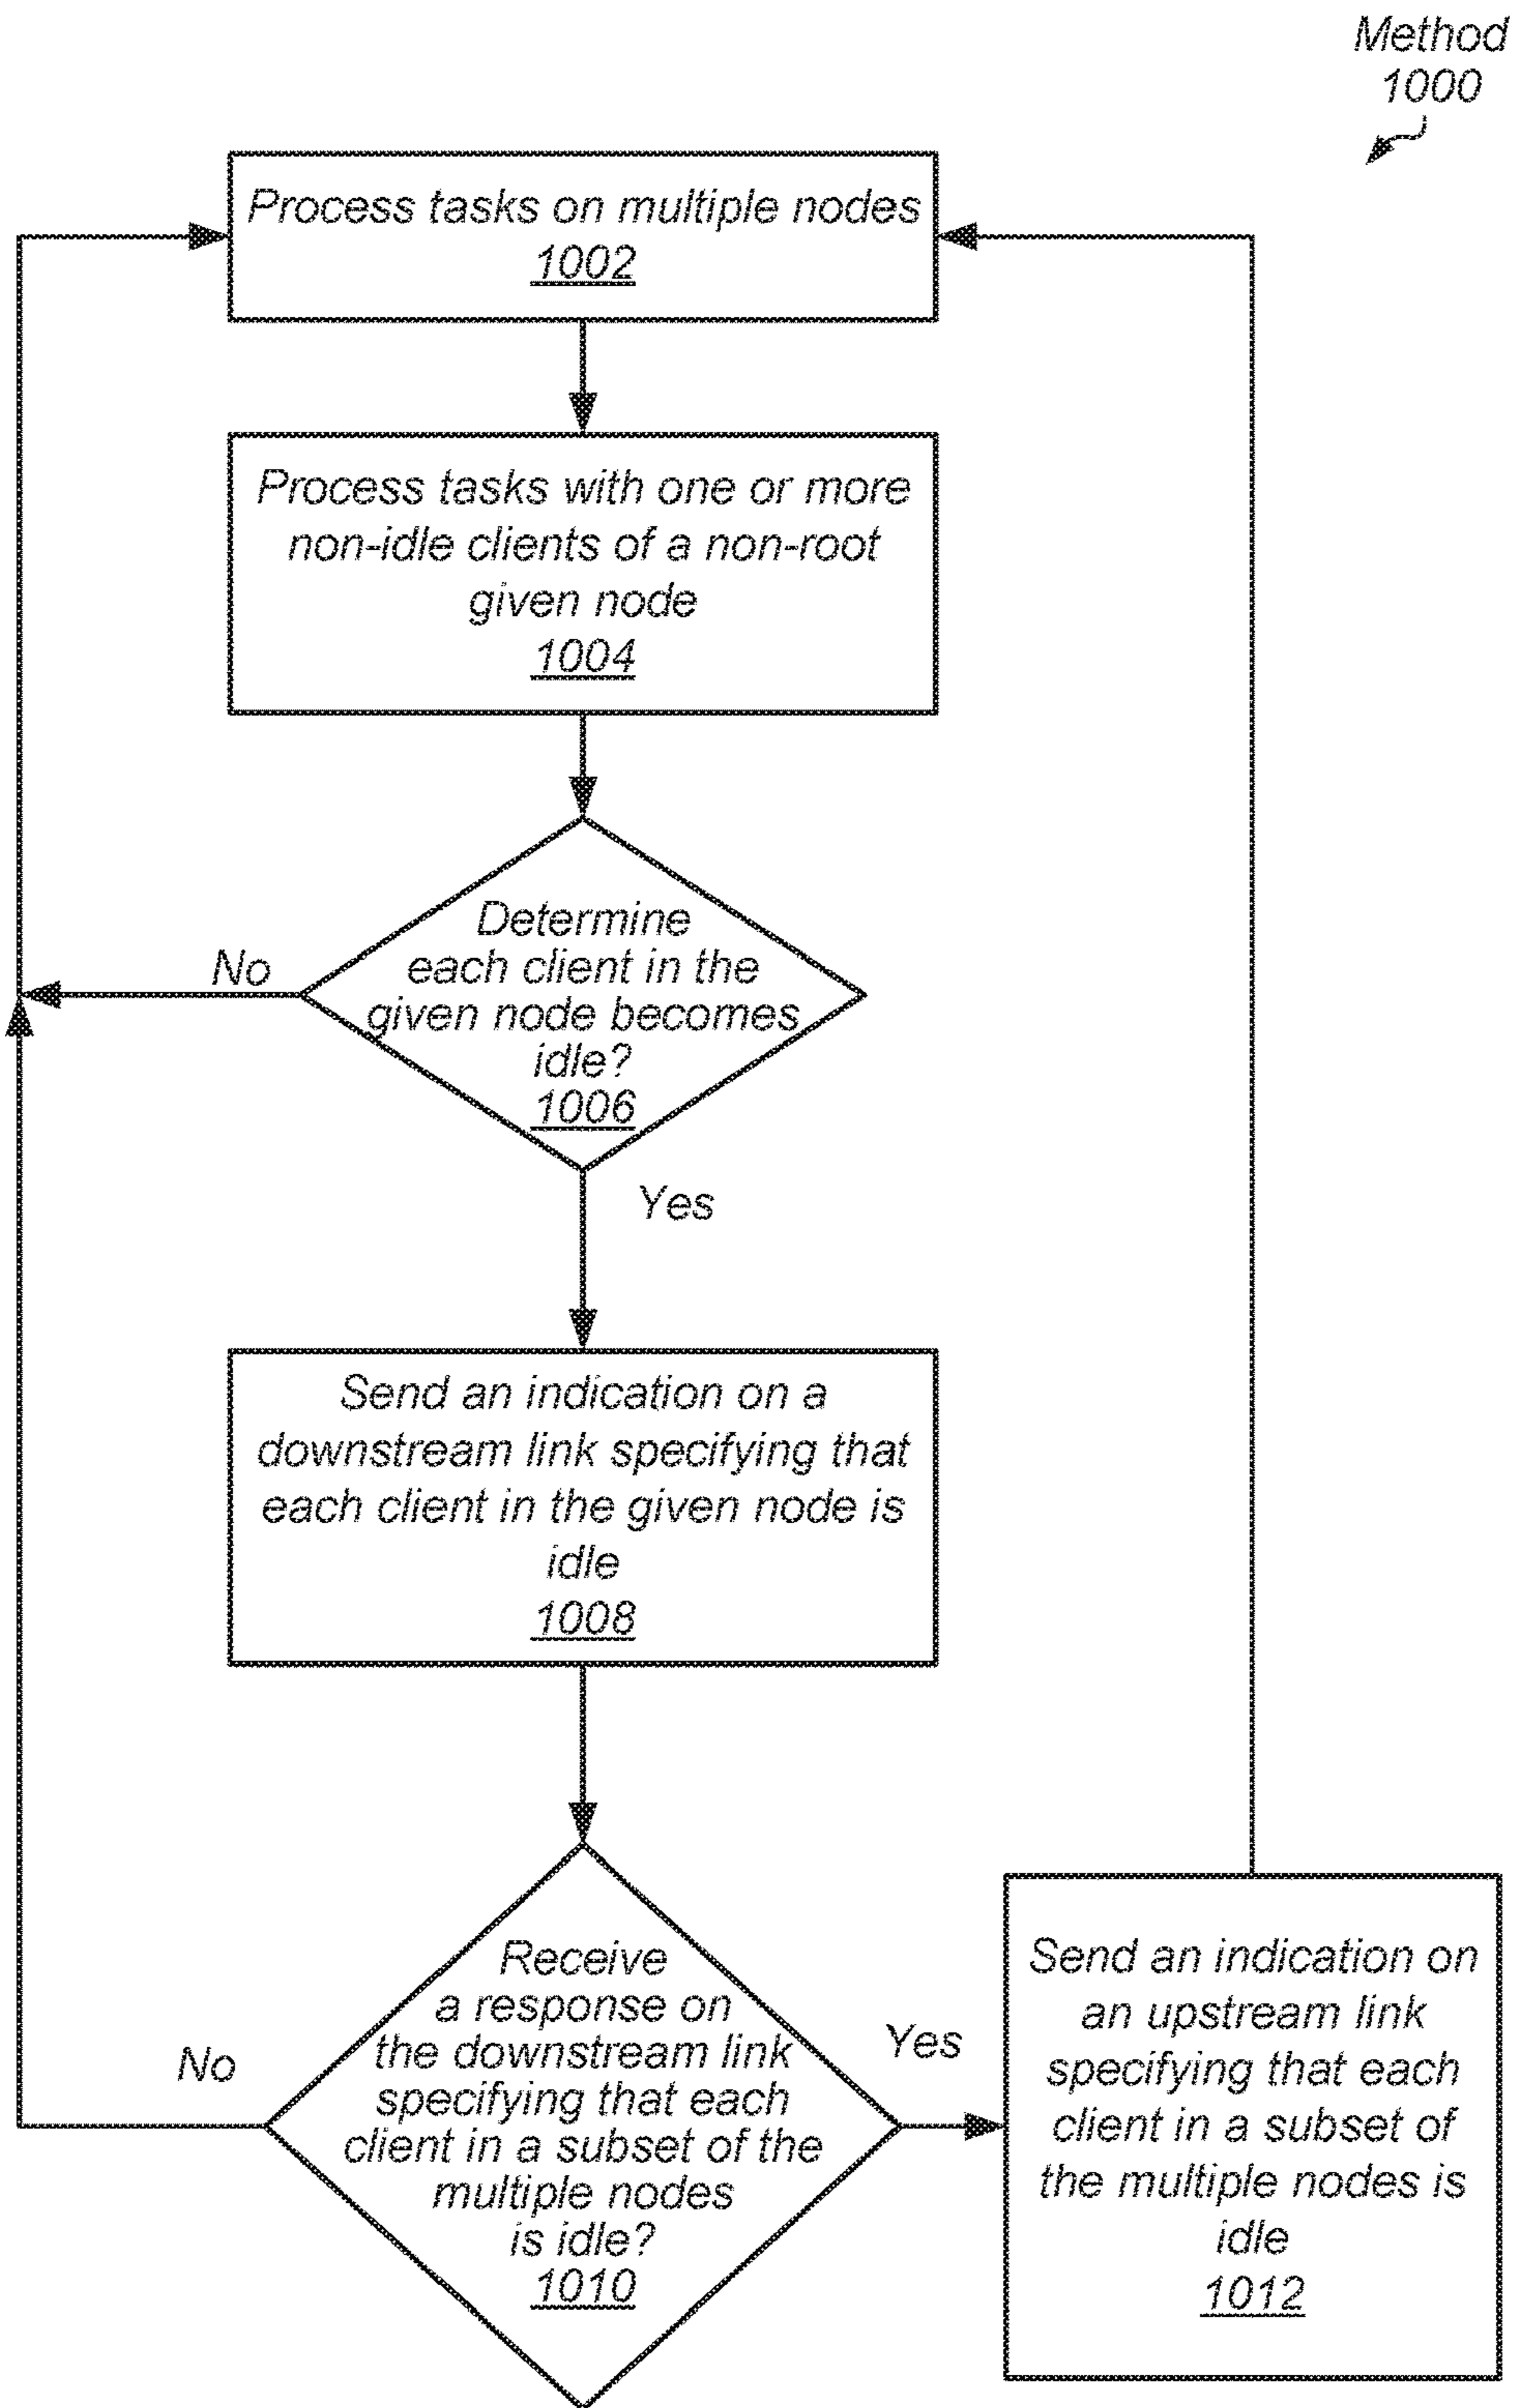 Method
1000
Process tasks on multiple nodes
1002
Process tasks with one or more
non-idle clients of a non-root
given node
1004
Determine
each client in the
given node becomes
idle?
1006
No
Yes
Send an indication on a
downstream link specifying that
each client in the given node is
idle
1008
Receive
a response on
the downstream link
specifying that each
client in a subset of the
multiple nodes
is idle?
1010
No
Yes
Send an indication on
an upstream link
specifying that each
client in a subset of
the multiple nodes is
idle
1012